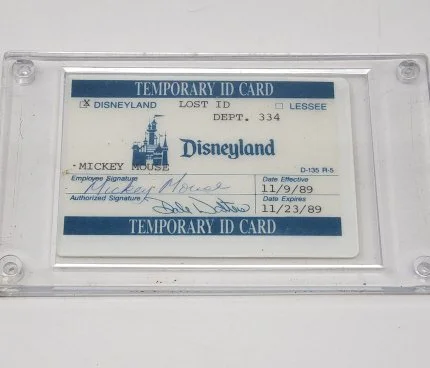 TEMPORARY ID CARD
X DISNEYLAND LOST ID LESSEE
DEPT. 334
Disneyland
MICKEY MOUSE
D-135 R-5
Employee Signature Mickey Mouse Date Effective
11/9/89
Authorized Signature Date Expires
11/23/89
TEMPORARY ID CARD